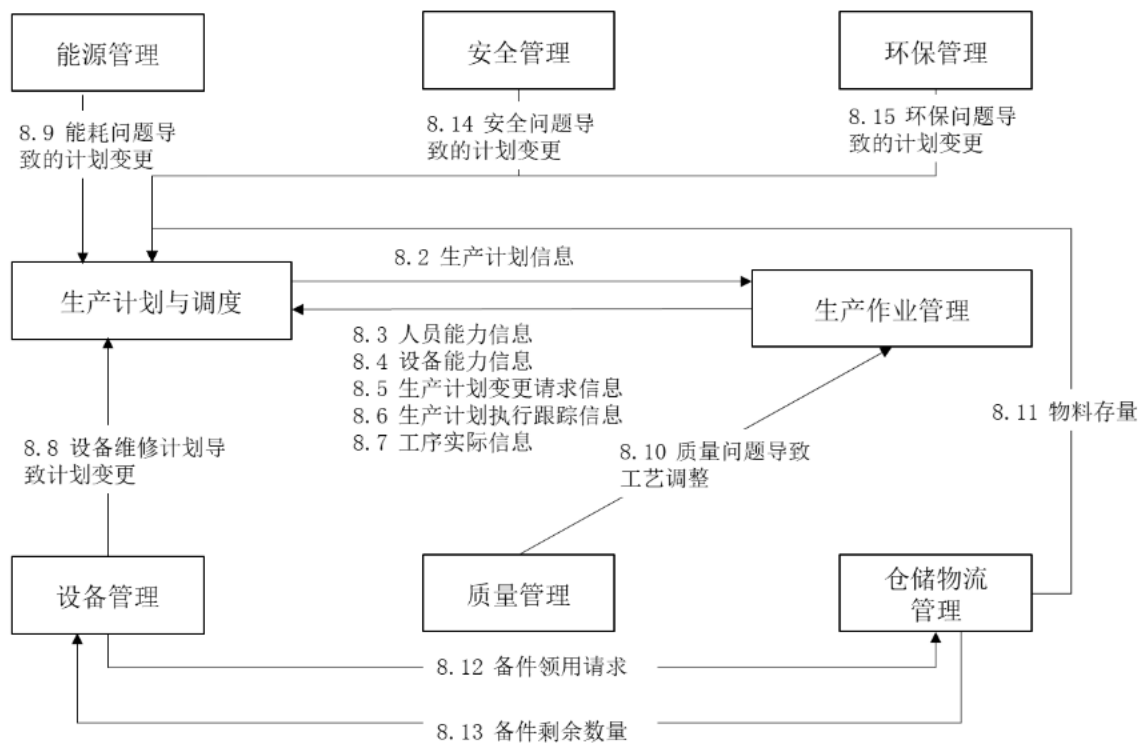 能源管理
安全管理
环保管理
8.9 能耗问题导
致的计划变更
8.14 安全问题导
致的计划变更
8.15 环保问题导
致的计划变更
8.2 生产计划信息
生产计划与调度
生产作业管理
8.3 人员能力信息
8.4 设备能力信息
8.5 生产计划变更请求信息
8.6 生产计划执行跟踪信息
8.7 工序实际信息
8.11 物料存量
8.8 设备维修计划导
致计划变更
8.10 质量问题导致
工艺调整
设备管理
质量管理
仓储物流
管理
8.12 备件领用请求
8.13 备件剩余数量